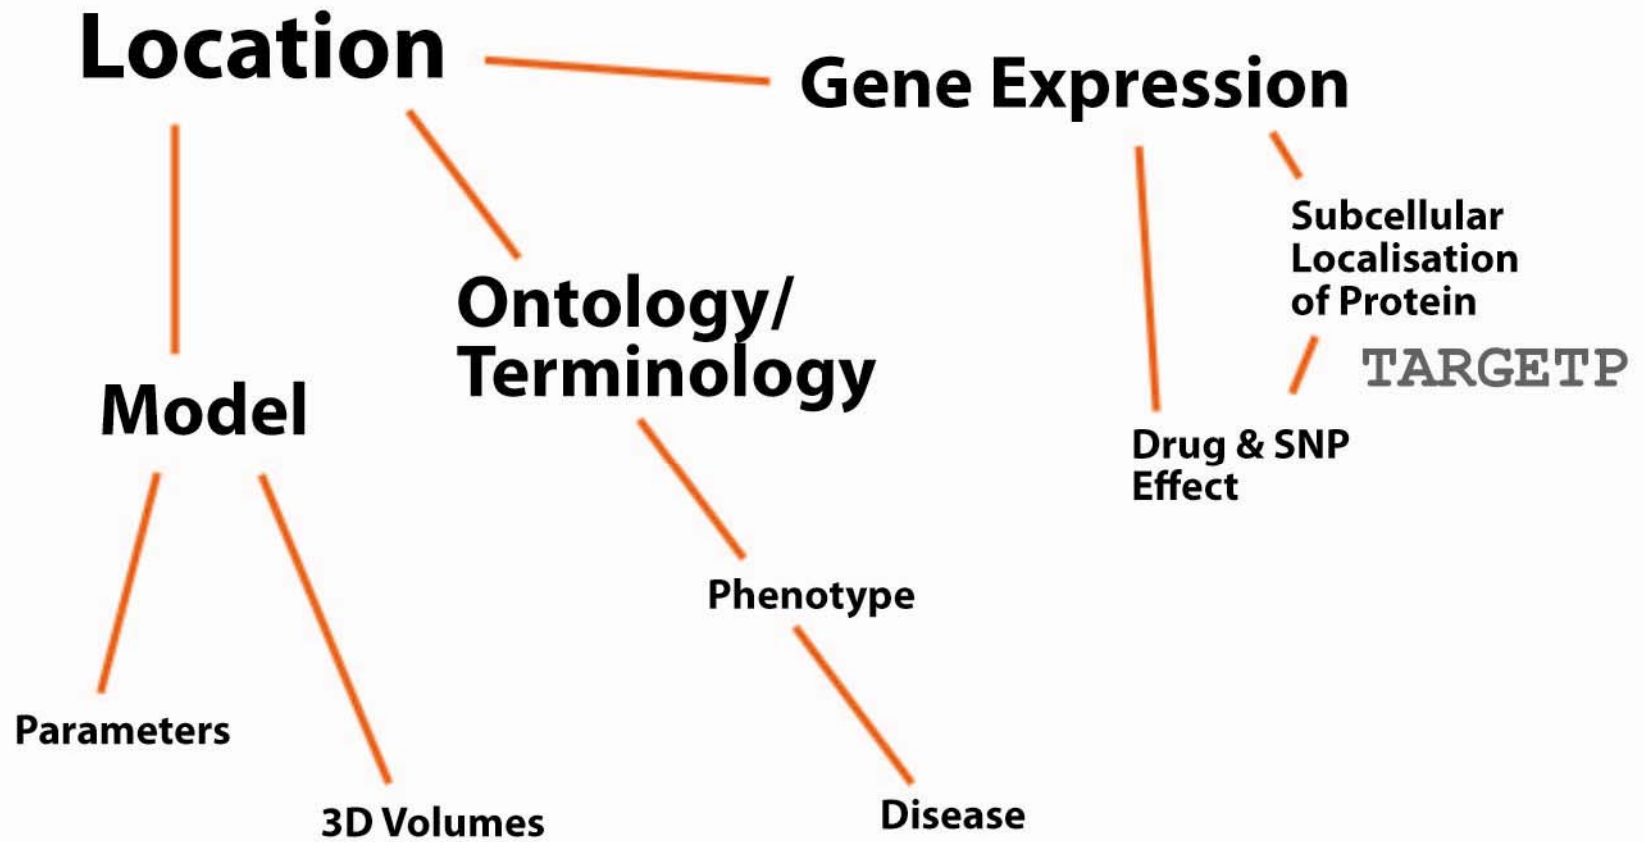 Location
Gene Expression
Subcellular
Localisation
of Protein
TARGETP
Ontology/
Terminology
Model
Drug & SNP
Effect
Phenotype
Parameters
3D Volumes
Disease